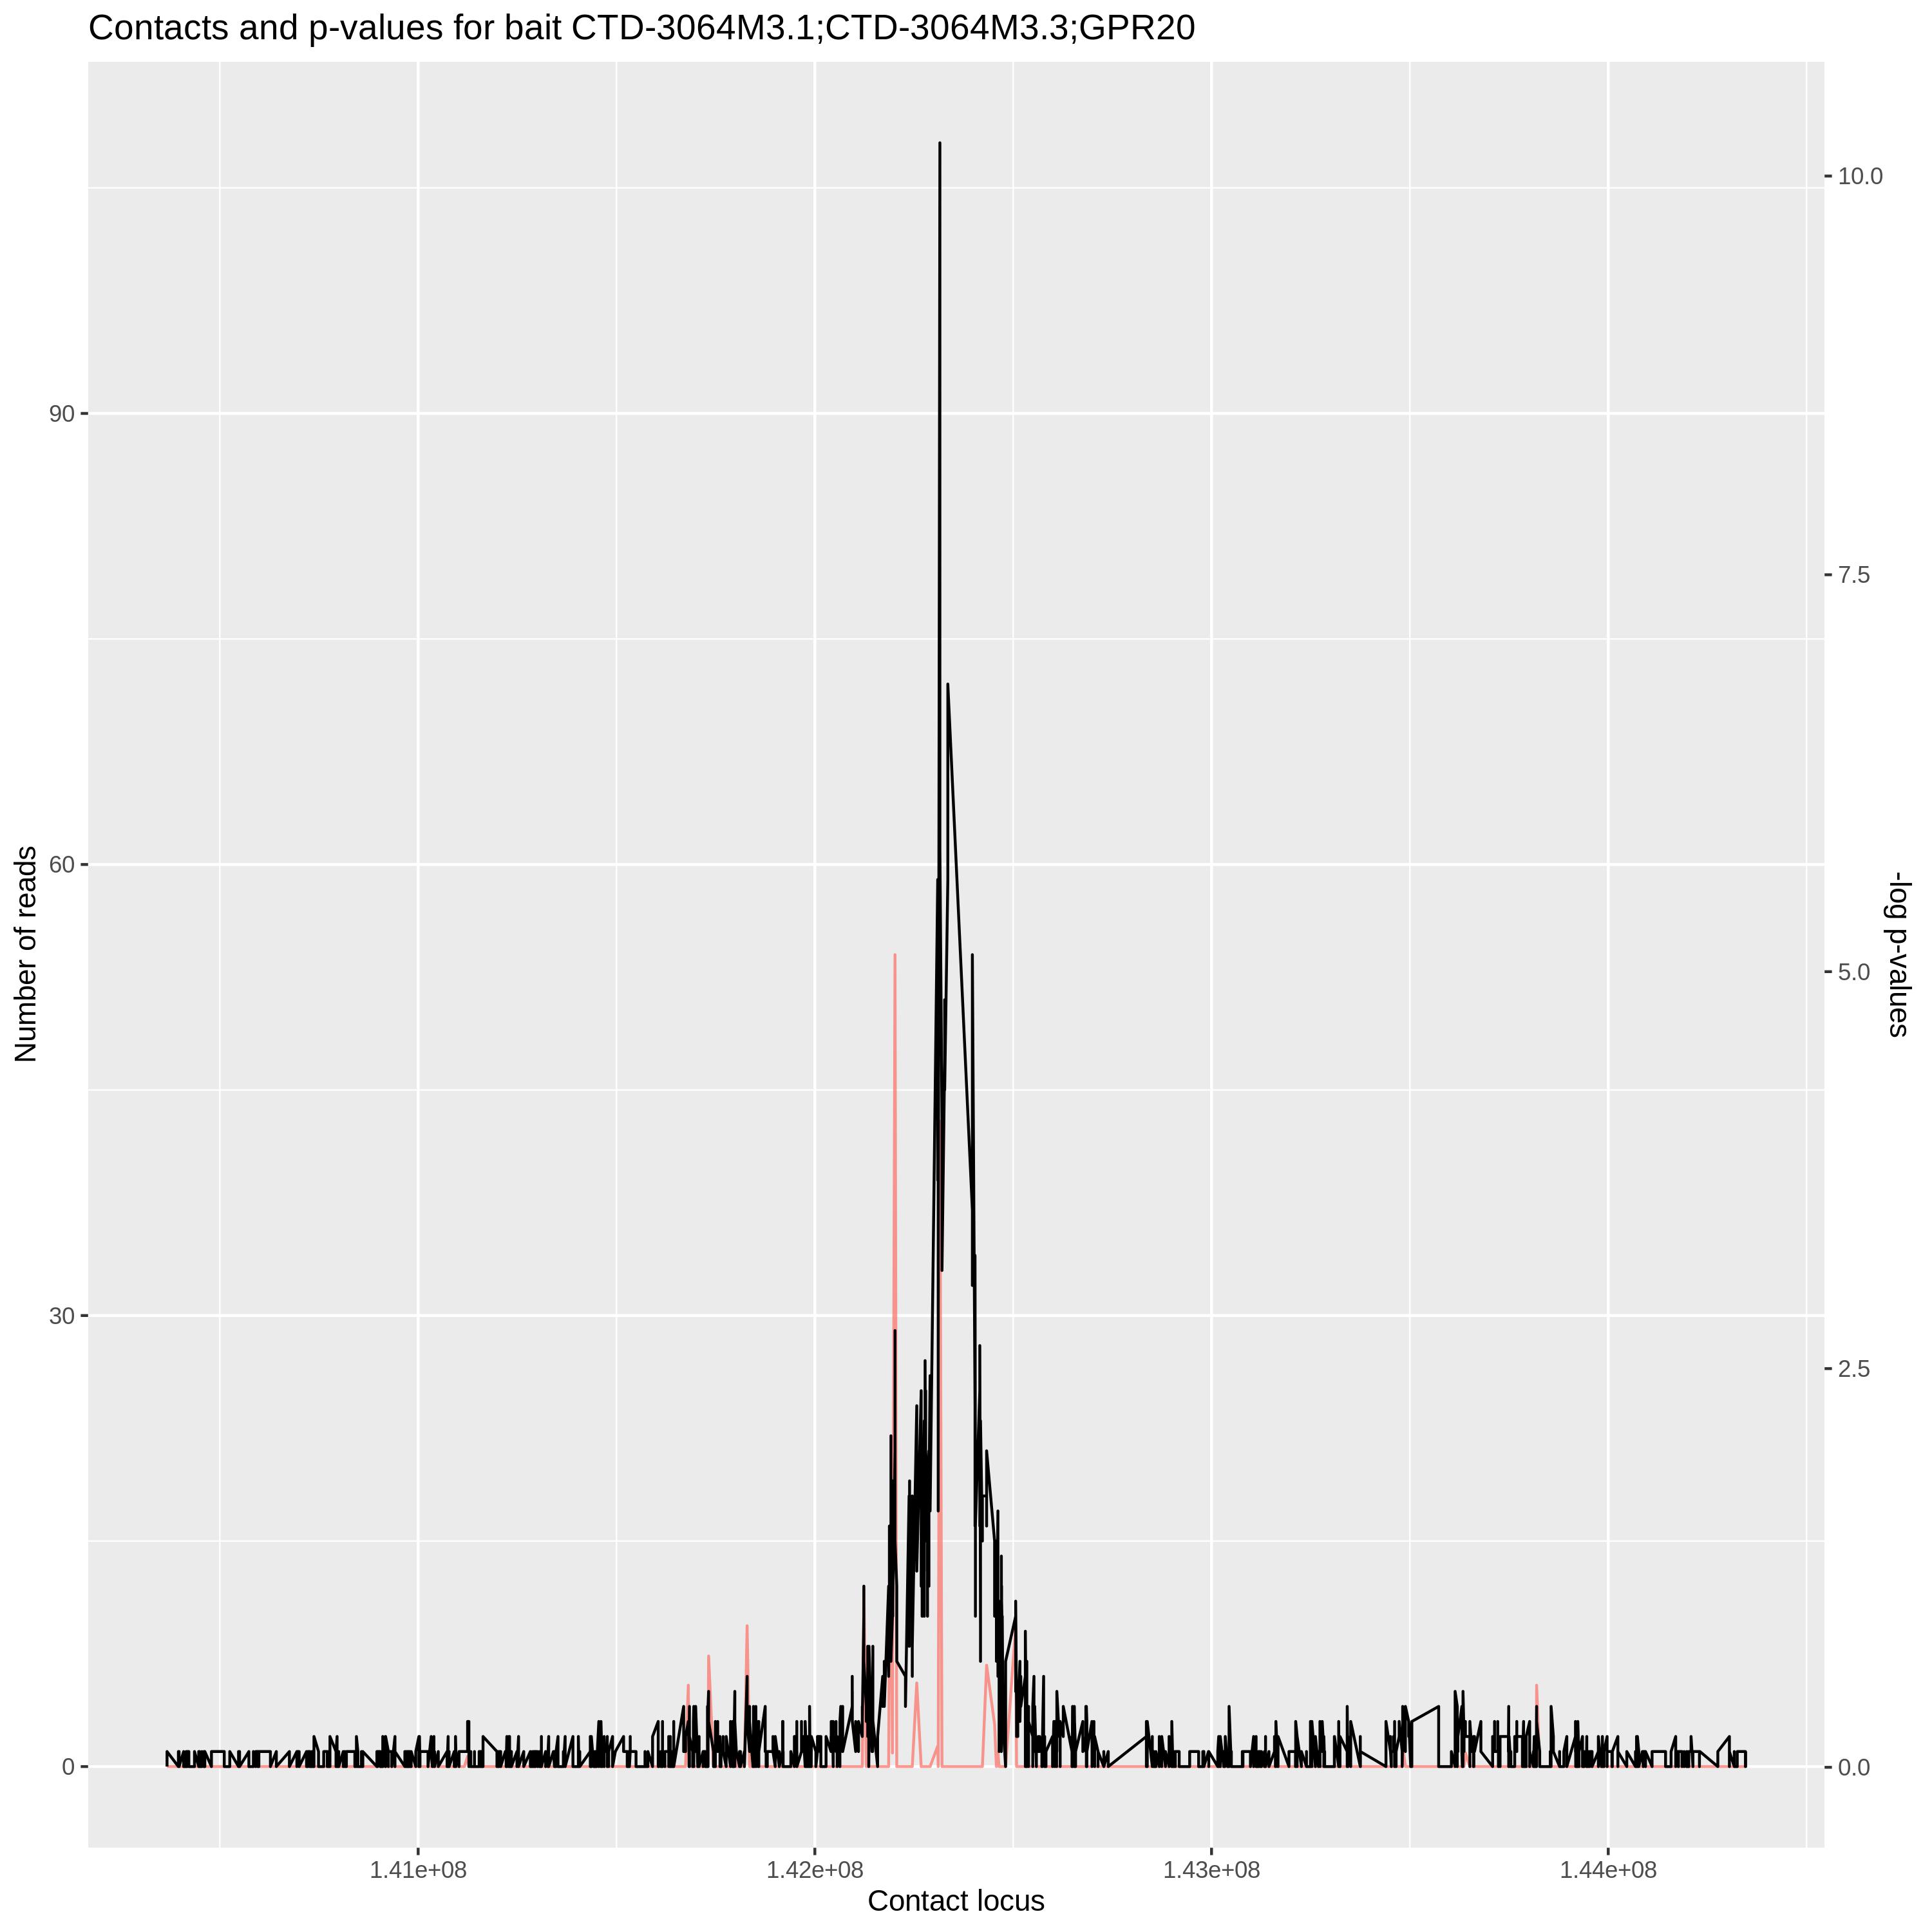 Contacts and p-values for bait CTD-3064M3.1;CTD-3064M3.3;GPR20
10.0
90
7.5
60
Number of reads
-log p-values
5.0
30
2.5
0
0.0
1.41e+08
1.42e+08
1.43e+08
1.44e+08
Contact locus